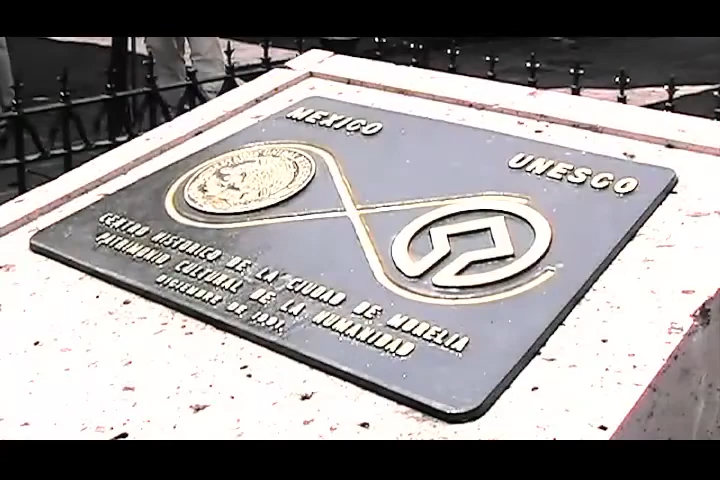 MEXICO UNESCO
CENTRO HISTORICO DE LA CIUDAD DE MORELIA
PATRIMONIO CULTURAL DE LA HUMANIDAD
DICIEMBRE DE 1991